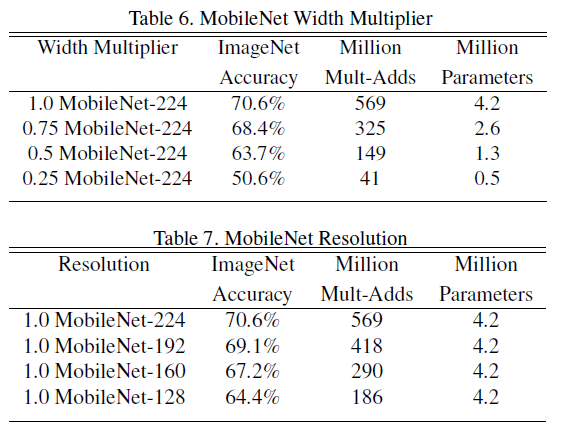 Table 6. MobileNet Width Multiplier
Width Multiplier ImageNet Million Million
Accuracy Mult-Adds Parameters
1.0 MobileNet-224 70.6% 569 4.2
0.75 MobileNet-224 68.4% 325 2.6
0.5 MobileNet-224 63.7% 149 1.3
0.25 MobileNet-224 50.6% 41 0.5
Table 7. MobileNet Resolution
Resolution ImageNet Million Million
Accuracy Mult-Adds Parameters
1.0 MobileNet-224 70.6% 569 4.2
1.0 MobileNet-192 69.1% 418 4.2
1.0 MobileNet-160 67.2% 290 4.2
1.0 MobileNet-128 64.4% 186 4.2